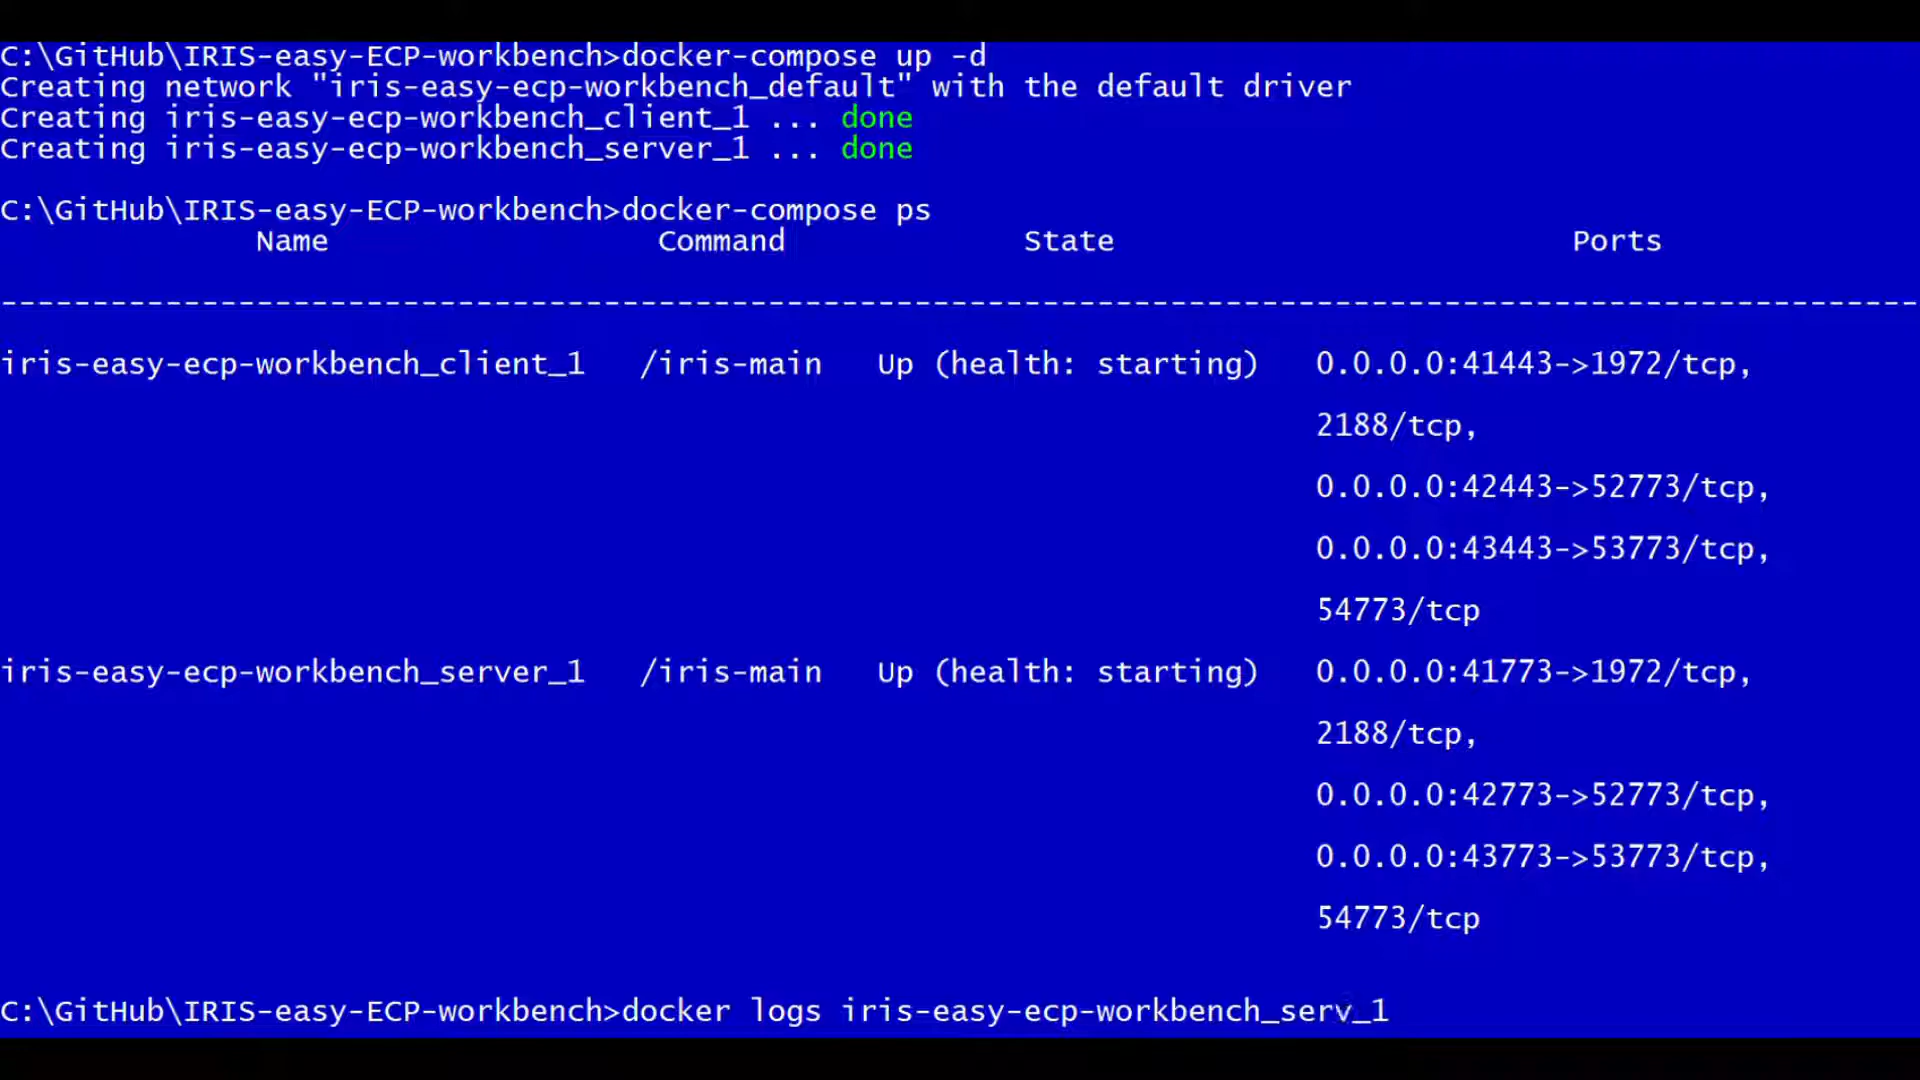 C:\GitHub\IRIS-easy-ECP-workbench>docker-compose up -d
Creating network "iris-easy-ecp-workbench_default" with the default driver
Creating iris-easy-ecp-workbench_client_1 ... done
Creating iris-easy-ecp-workbench_server_1 ... done
C:\GitHub\IRIS-easy-ECP-workbench>docker-compose ps
Name Command State Ports
---------------------------------------------------------------------------------------------------------
iris-easy-ecp-workbench_client_1 /iris-main Up (health: starting) 0.0.0.0:41443->1972/tcp,
2188/tcp,
0.0.0.0:42443->52773/tcp,
0.0.0.0:43443->53773/tcp,
54773/tcp
iris-easy-ecp-workbench_server_1 /iris-main Up (health: starting) 0.0.0.0:41773->1972/tcp,
2188/tcp,
0.0.0.0:42773->52773/tcp,
0.0.0.0:43773->53773/tcp,
54773/tcp
C:\GitHub\IRIS-easy-ECP-workbench>docker logs iris-easy-ecp-workbench_serv_1